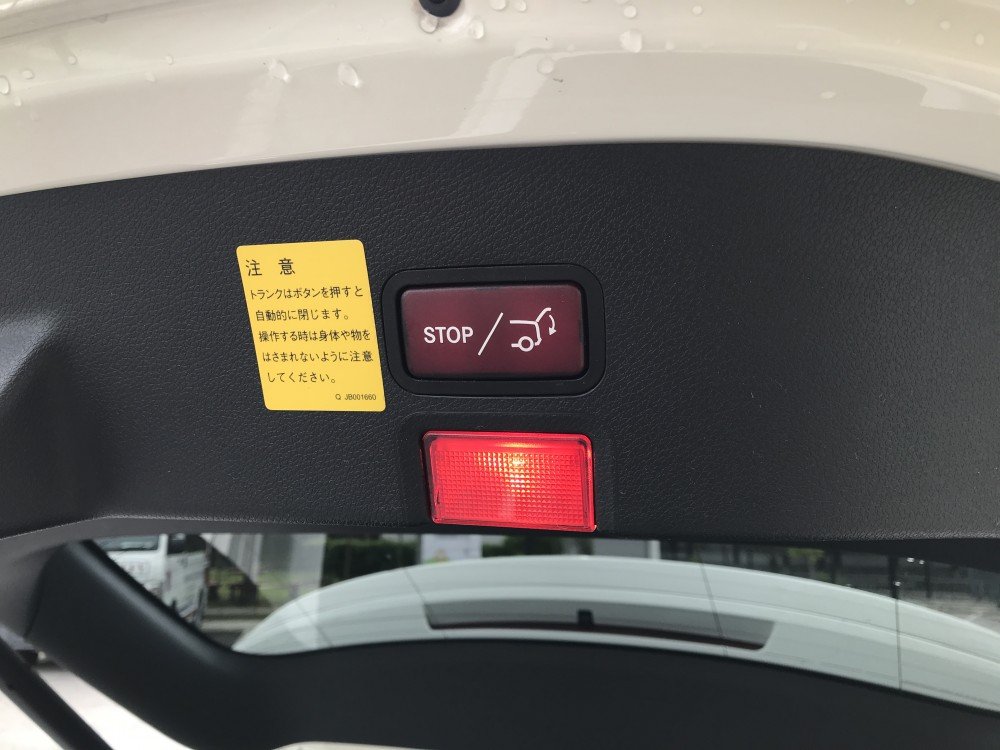 注 意
トランクはボタンを押すと
自動的に閉じます。
操作する時は身体や物を
はさまれないように注意
してください。
Q JB001660
STOP /